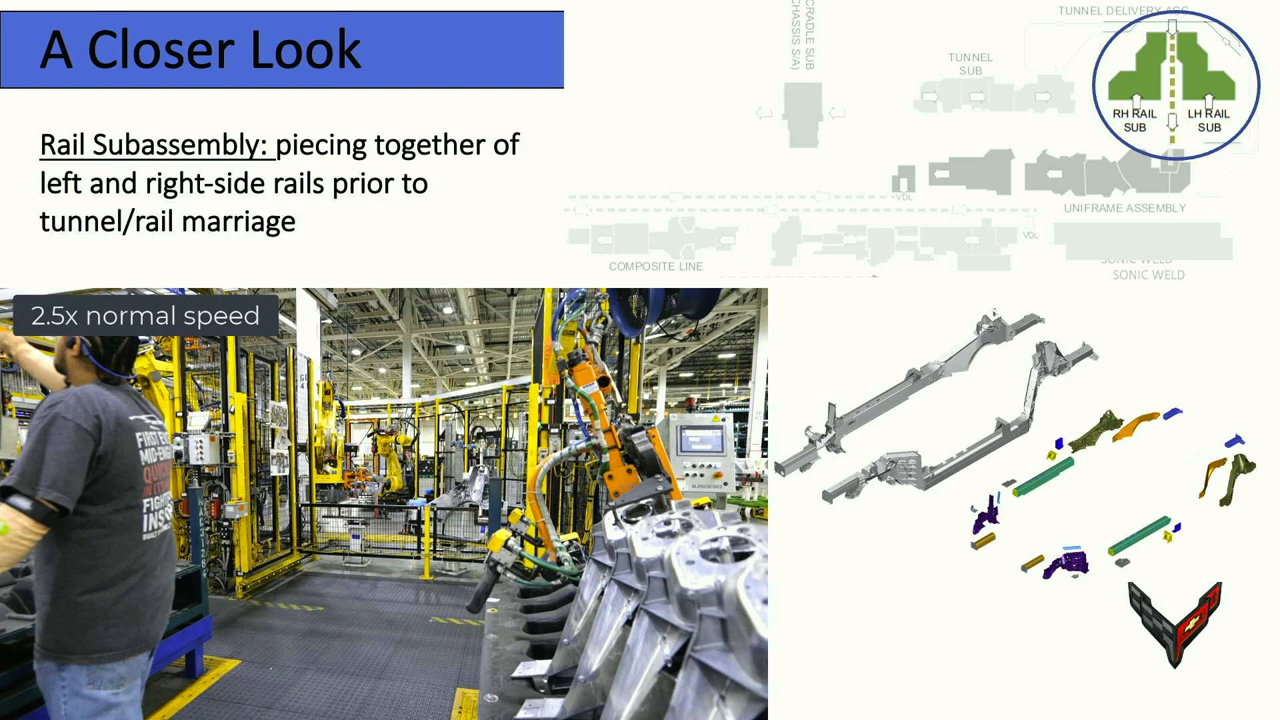 A Closer Look
Rail Subassembly: piecing together of
left and right-side rails prior to
tunnel/rail marriage
CRADLE SUB
CHASSIS S/A)
TUNNEL
SUB
TUNNEL DELIVERY
RH RAIL
SUB
LH RAIL
SUB
VDL
UNIFRAME ASSEMBLY
VDL
COMPOSITE LINE
SONIC WELD
SONIC WELD
2.5x normal speed
MID-ENG